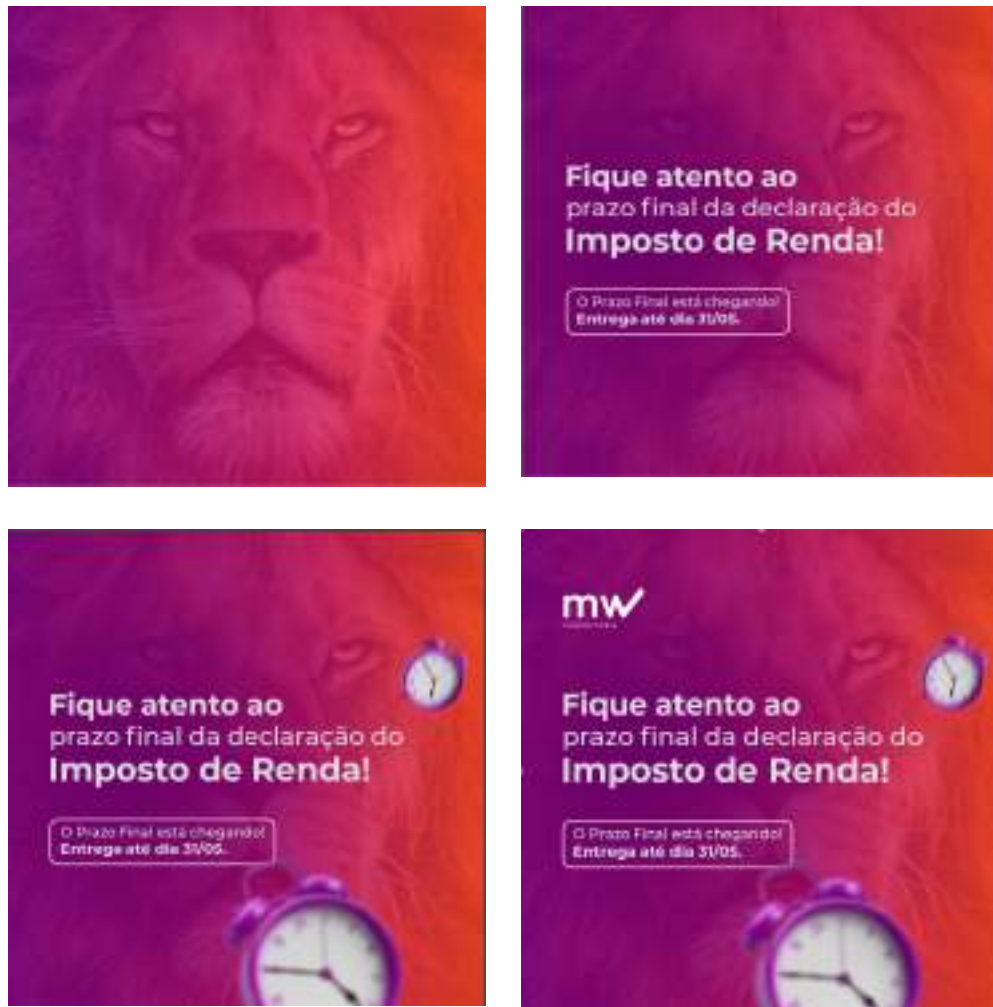 Fique atento ao
prazo final da declaração do
Imposto de Renda!
O Prazo Final está chegando!
Entrega até dia 31/05.
Fique atento ao
prazo final da declaração do
Imposto de Renda!
O Prazo Final está chegando!
Entrega até dia 31/05.
mw
Fique atento ao
prazo final da declaração do
Imposto de Renda!
O Prazo Final está chegando!
Entrega até dia 31/05.